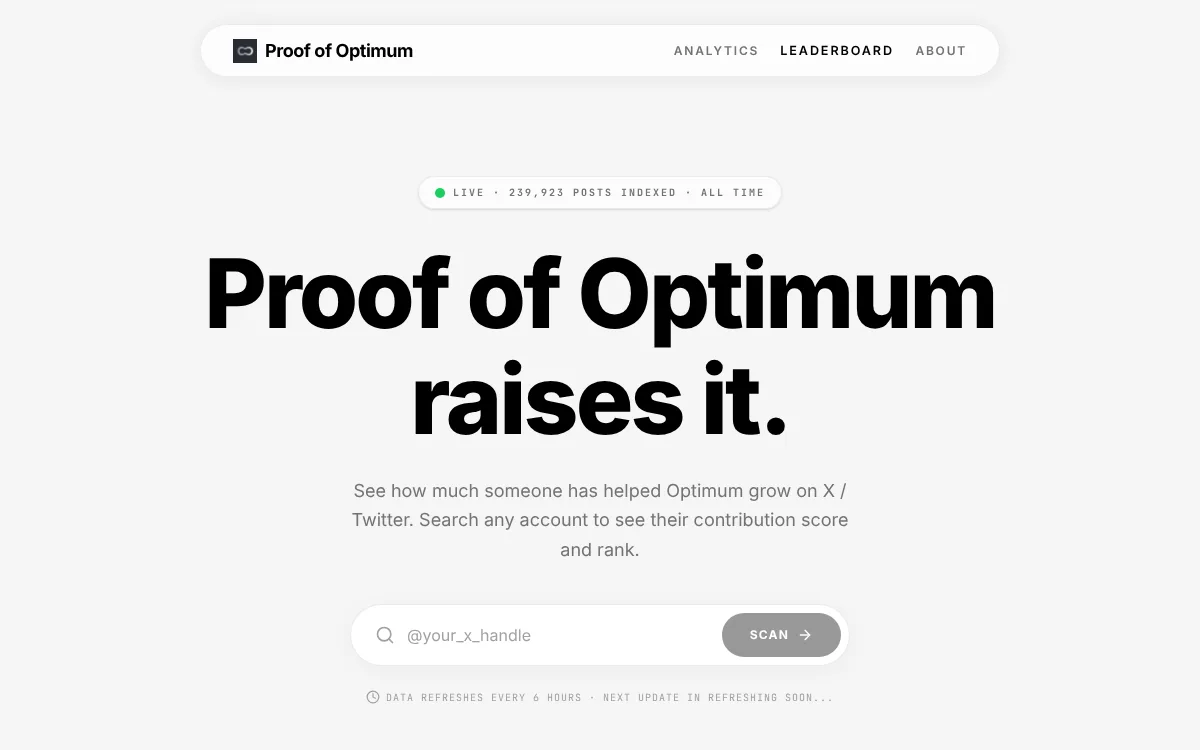 Proof of Optimum
ANALYTICS LEADERBOARD ABOUT
LIVE · 239,923 POSTS INDEXED · ALL TIME
Proof of Optimum
raises it.
See how much someone has helped Optimum grow on X /
Twitter. Search any account to see their contribution score
and rank.
@your_x_handle
SCAN →
DATA REFRESHES EVERY 6 HOURS · NEXT UPDATE IN REFRESHING SOON...